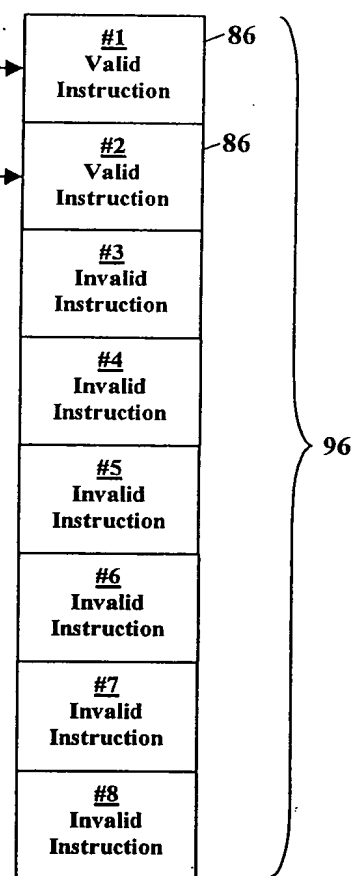 #1
Valid
Instruction
86
#2
Valid
Instruction
86
#3
Invalid
Instruction
#4
Invalid
Instruction
#5
Invalid
Instruction
#6
Invalid
Instruction
#7
Invalid
Instruction
#8
Invalid
Instruction
96